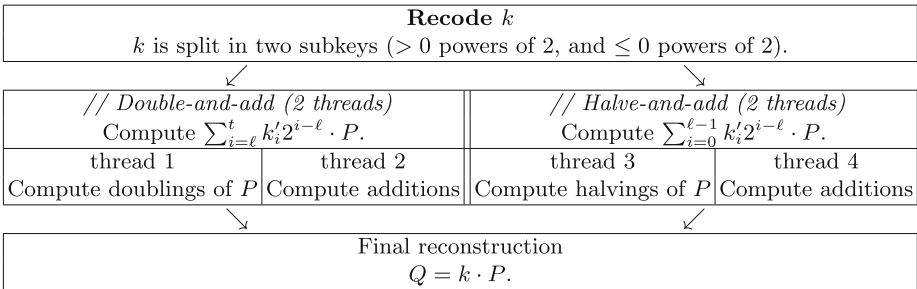 Recode k
k is split in two subkeys (> 0 powers of 2, and ≤ 0 powers of 2).
// Double-and-add (2 threads)
Compute ∑_{i=ℓ}^{t} k'_i 2^{i−ℓ} · P.
thread 1
Compute doublings of P
thread 2
Compute additions
// Halve-and-add (2 threads)
Compute ∑_{i=0}^{ℓ−1} k'_i 2^{i−ℓ} · P.
thread 3
Compute halvings of P
thread 4
Compute additions
Final reconstruction
Q = k · P.